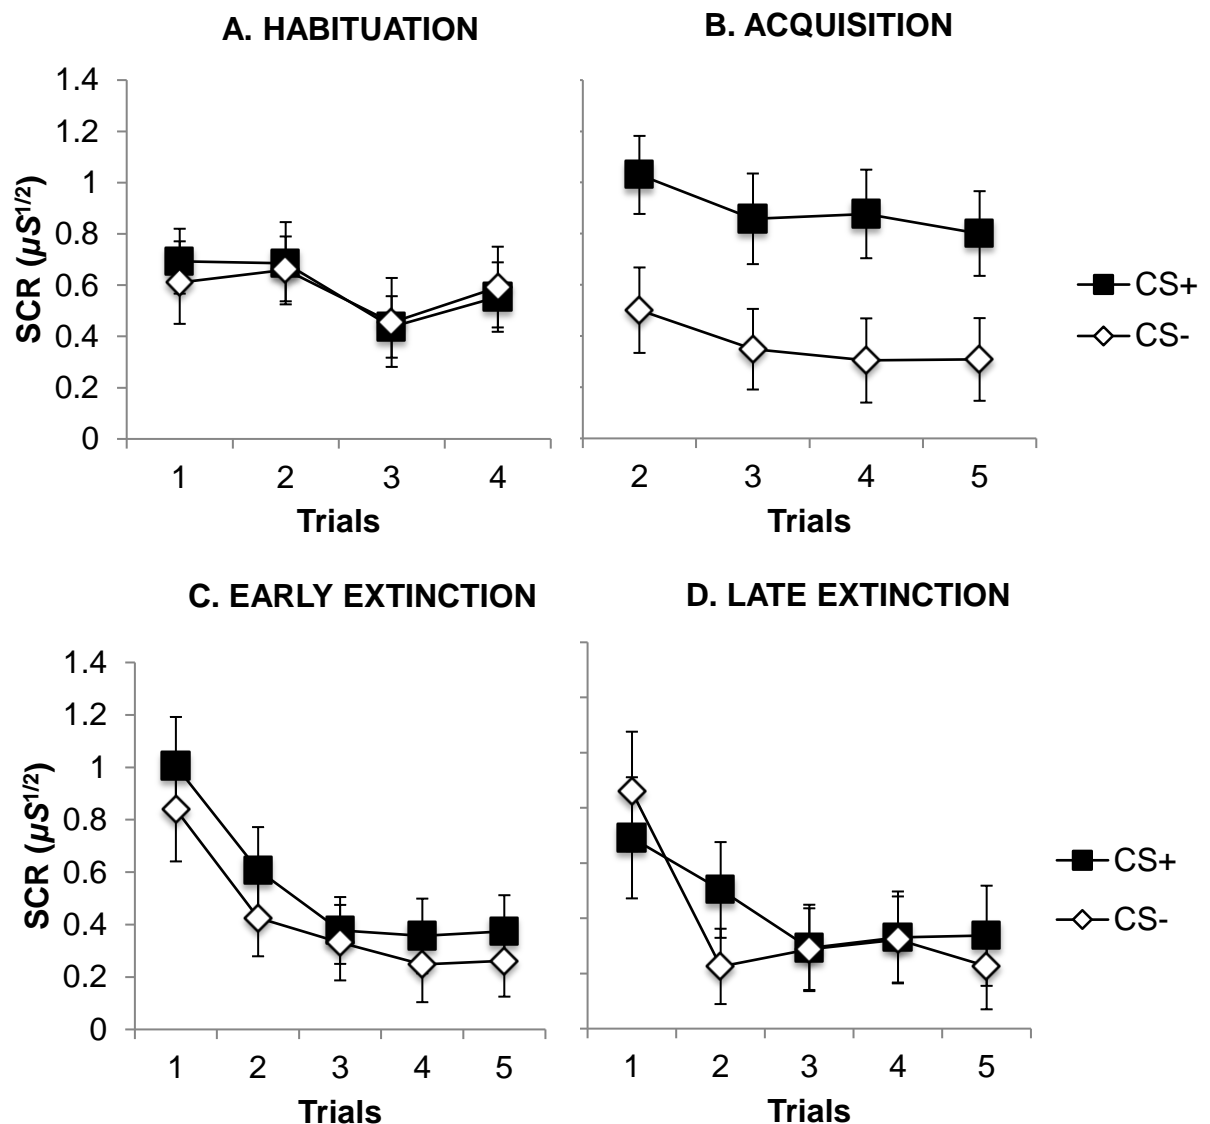 A. HABITUATION
B. ACQUISITION
SCR (µS1/2)
1.4
1.2
1
0.8
0.6
0.4
0.2
0
1 2 3 4
Trials
2 3 4 5
Trials
CS+
CS-
C. EARLY EXTINCTION
D. LATE EXTINCTION
SCR (µS1/2)
1.4
1.2
1
0.8
0.6
0.4
0.2
0
1 2 3 4 5
Trials
1 2 3 4 5
Trials
CS+
CS-